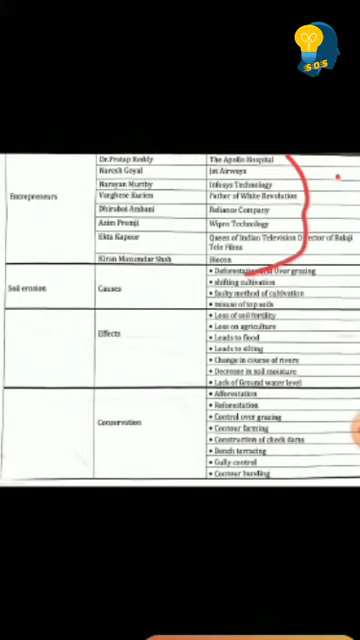 SOS
Dr.Pratap Reddy The Apollo Hospital
Naresh Goyal Jet Airways
Narayan Murthy Infosys Technology
Entrepreneurs Varghese Kurien Father of White Revolution
Dhirubai Ambani Reliance Company
Azim Premji Wipro Technology
Ekta Kapoor Queen of Indian Television Director of Balaji
Tele Films
Kiran Mazumdar Shah Biocon
• Deforestation and Over grazing
Soil erosion Causes • shifting cultivation
• faulty method of cultivation
• misuse of top soils
• Loss of soil fertility
Effects • Loss on agriculture
• Leads to flood
• Leads to silting
• Change in course of rivers
• Decrease in soil moisture
• Lack of Ground water level
• Afforestation
• Reforestation
• Control over grazing
Conservation • Contour farming
• Construction of check dams
• Bench terracing
• Gully control
• Contour bunding